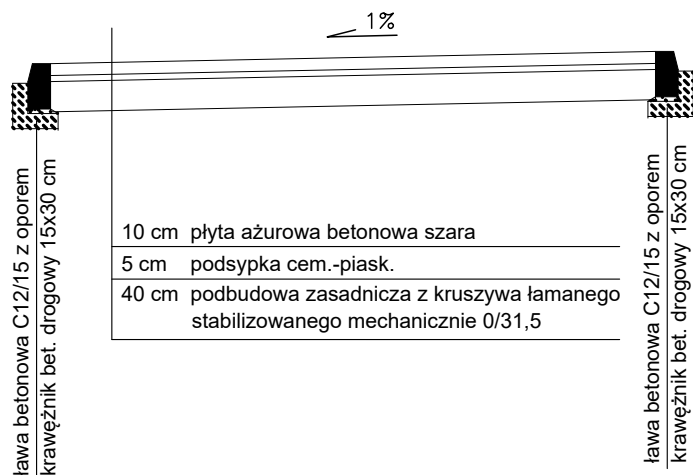 1%
10 cm płyta ażurowa betonowa szara
5 cm podsypka cem.-piask.
40 cm podbudowa zasadnicza z kruszywa łamanego
stabilizowanego mechanicznie 0/31,5
ława betonowa C12/15 z oporem
krawężnik bet. drogowy 15x30 cm
ława betonowa C12/15 z oporem
krawężnik bet. drogowy 15x30 cm